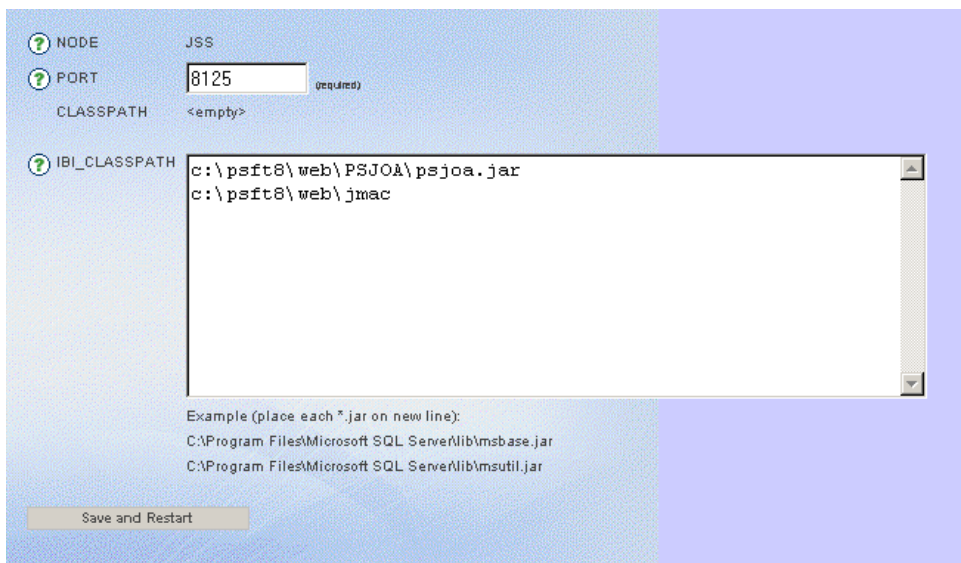 ? NODE JSS
? PORT 8125 (required)
CLASSPATH <empty>
? IBI_CLASSPATH c:\psft8\web\PSJOA\psjoa.jar
c:\psft8\web\jmac
Example (place each *.jar on new line):
C:\Program Files\Microsoft SQL Server\lib\msbase.jar
C:\Program Files\Microsoft SQL Server\lib\msutil.jar
Save and Restart